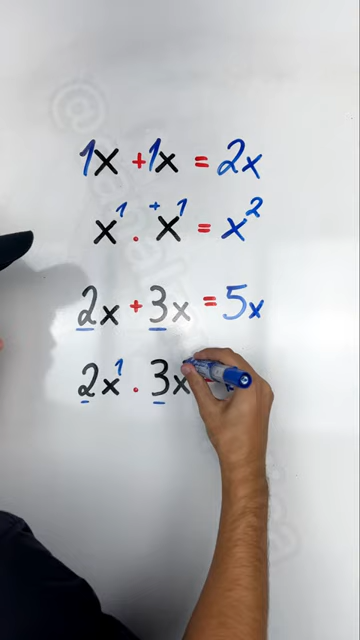 1x + 1x = 2x
x¹ . ⁺ x¹ = x²
2x + 3x = 5x
2x¹ . 3x